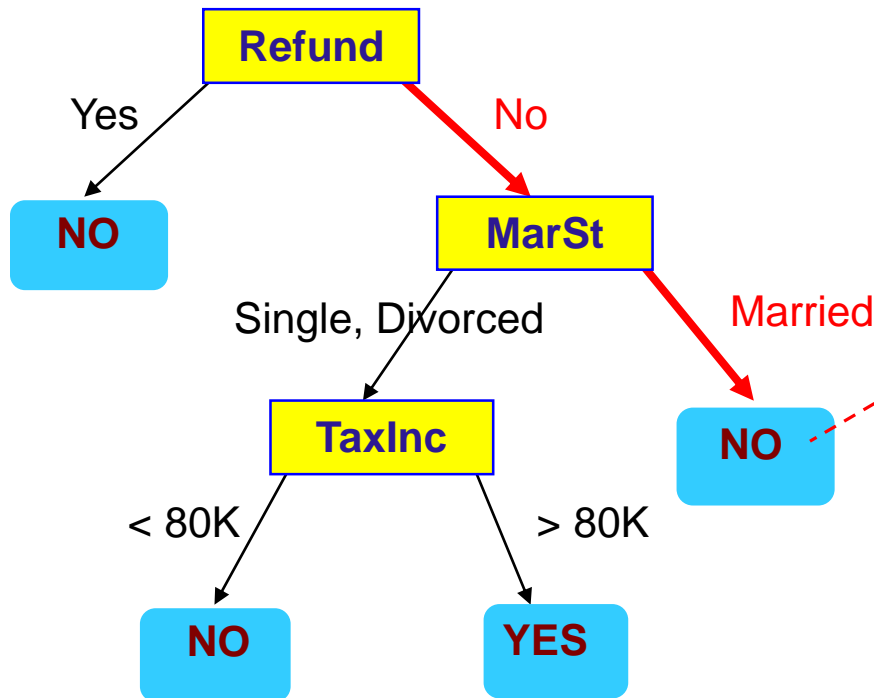 Refund
Yes
No
NO
MarSt
Single, Divorced
Married
TaxInc
NO
< 80K
> 80K
NO
YES